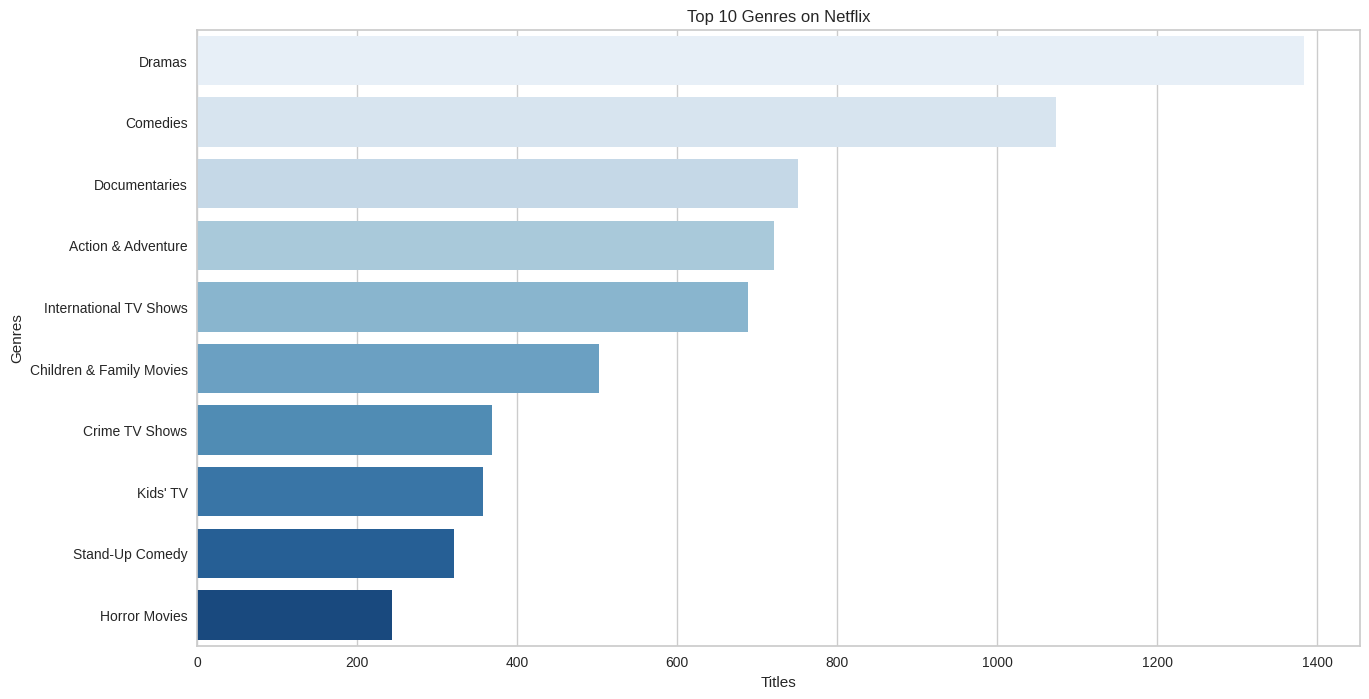 Top 10 Genres on Netflix
Genres
Dramas
Comedies
Documentaries
Action & Adventure
International TV Shows
Children & Family Movies
Crime TV Shows
Kids' TV
Stand-Up Comedy
Horror Movies
0 200 400 600 800 1000 1200 1400
Titles